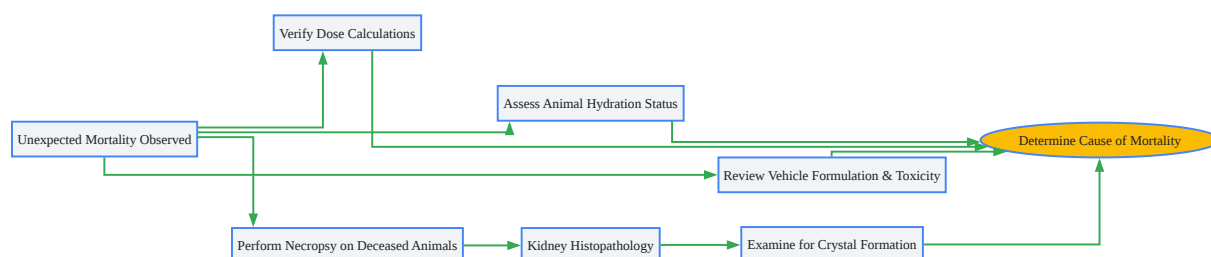 Verify Dose Calculations
Assess Animal Hydration Status
Unexpected Mortality Observed
Determine Cause of Mortality
Review Vehicle Formulation & Toxicity
Perform Necropsy on Deceased Animals
Kidney Histopathology
Examine for Crystal Formation